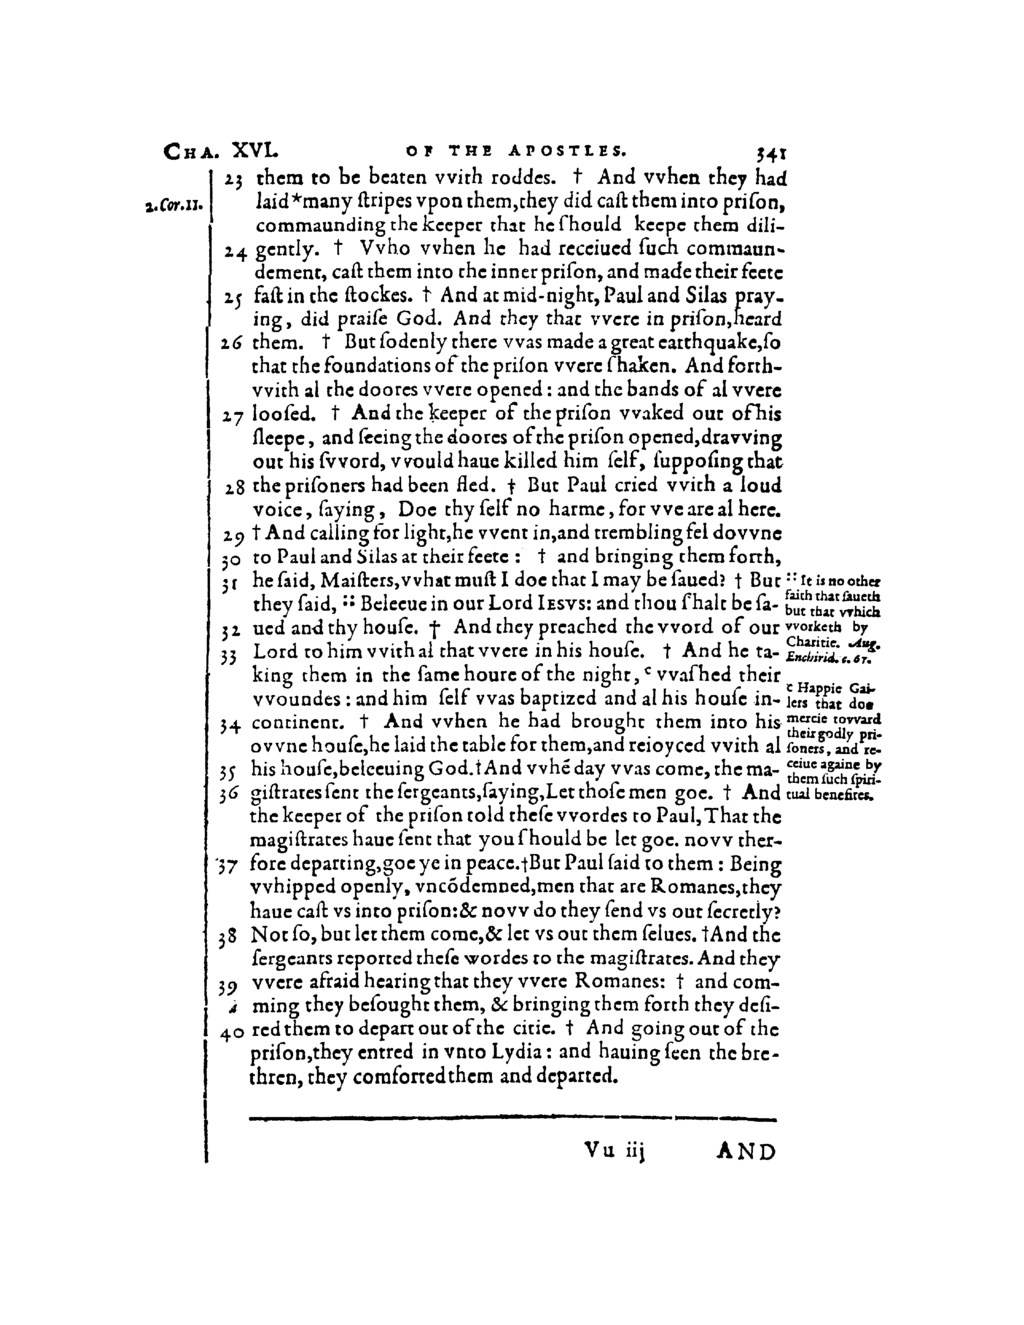 CHA. XVI. OF THE APOSTLES. 341
23 them to be beaten vvith roddes. † And vvhen they had
2. Cor. 11.
laid *many ſtripes vpon them, they did caſt them into priſon,
commaunding the keeper that he ſhould keepe them dili-
24 gently. † Vvho vvhen he had receiued ſuch commaun-
dement, caſt them into the inner priſon, and made their feete
25 faſt in the ſtockes. † And at mid-night, Paul and Silas pray-
ing, did praiſe God. And they that vvere in priſon, heard
26 them. † But ſodenly there vvas made a great earthquake, ſo
that the foundations of the priſon vvere ſhaken. And forth-
vvith al the doores vvere opened: and the bands of al vvere
27 looſed. † And the keeper of the priſon vvaked out of his
ſleepe, and ſeeing the doores of the priſon opened, dravving
out his ſvvord, vvould haue killed him ſelf, ſuppoſing that
28 the priſoners had been fled. † But Paul cried vvith a loud
voice, ſaying, Doe thy ſelf no harme, for vve are al here.
29 † And calling for light, he vvent in, and trembling fel dovvne
30 to Paul and Silas at their feete: † and bringing them forth,
31 he ſaid, Maiſters, vvhat muſt I doe that I may be ſaued? † But
they ſaid, :: Beleeue in our Lord IESVS: and thou ſhalt be ſa-
32 ued and thy houſe. † And they preached the vvord of our
33 Lord to him vvith al that vvere in his houſe. † And he ta-
king them in the ſame houre of the night, ᶜ vvaſhed their
vvoundes: and him ſelf vvas baptized and al his houſe in-
34 continent. † And vvhen he had brought them into his
ovvne houſe, he laid the table for them, and reioyced vvith al
35 his houſe, beleeuing God. † And vvhē day vvas come, the ma-
36 giſtrates ſent the ſergeants, ſaying, Let thoſe men goe. † And
:: It is no other
faith that ſaueth
but that vvhich
vvorketh by
Charitie. Aug.
Enchirid. c. 67.
c Happie Gai-
lers that doe
mercie tovvard
their godly pri-
ſoners, and re-
ceiue againe by
them ſuch ſpiri-
tual benefites.
the keeper of the priſon told theſe vvordes to Paul, That the
magiſtrates haue ſent that you ſhould be let goe. novv ther-
37 fore departing, goe ye in peace. † But Paul ſaid to them: Being
vvhipped openly, vncōdemned, men that are Romanes, they
haue caſt vs into priſon: & novv do they ſend vs out ſecretly?
38 Not ſo, but let them come, & let vs out them ſelues. † And the
ſergeants reported theſe wordes to the magiſtrates. And they
39 vvere afraid hearing that they vvere Romanes: † and com-
ming they beſought them, & bringing them forth they deſi-
40 red them to depart out of the citie. † And going out of the
priſon, they entred in vnto Lydia: and hauing ſeen the bre-
thren, they comforted them and departed.
Vu iij AND